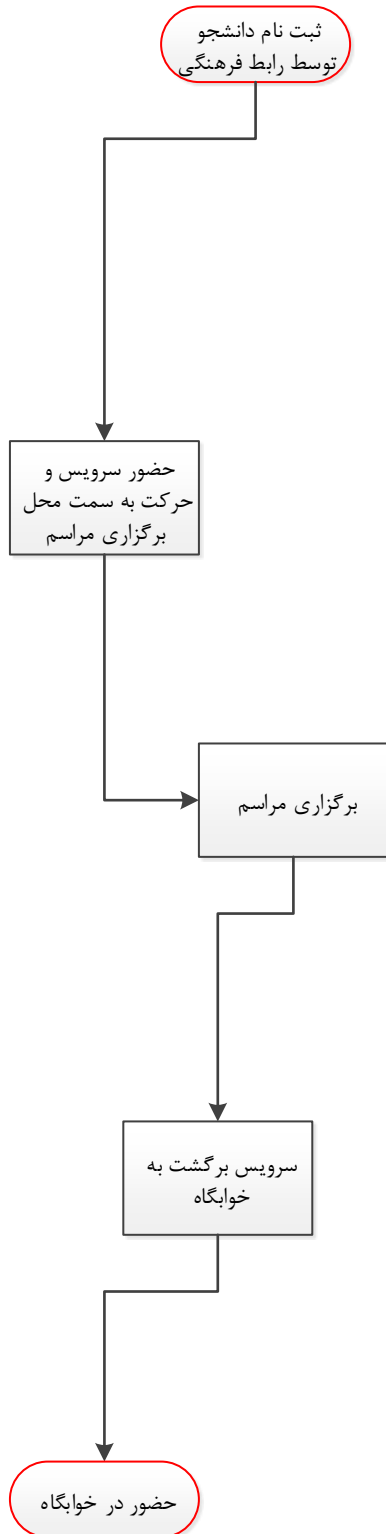 ثبت نام دانشجو
توسط رابط فرهنگی
حضور سرویس و
حرکت به سمت محل
برگزاری مراسم
برگزاری مراسم
سرویس برگشت به
خوابگاه
حضور در خوابگاه